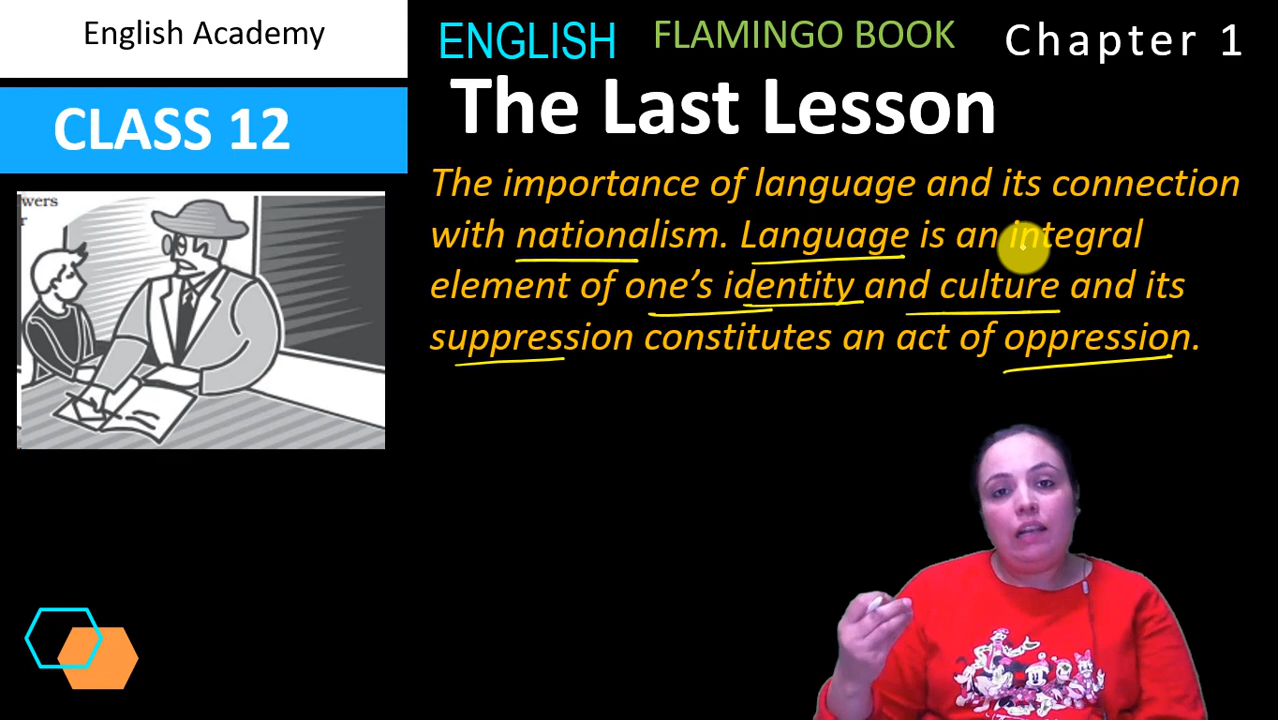 English Academy
ENGLISH FLAMINGO BOOK Chapter 1
CLASS 12
The Last Lesson
The importance of language and its connection
with nationalism. Language is an integral
element of one's identity and culture and its
suppression constitutes an act of oppression.
wers
r